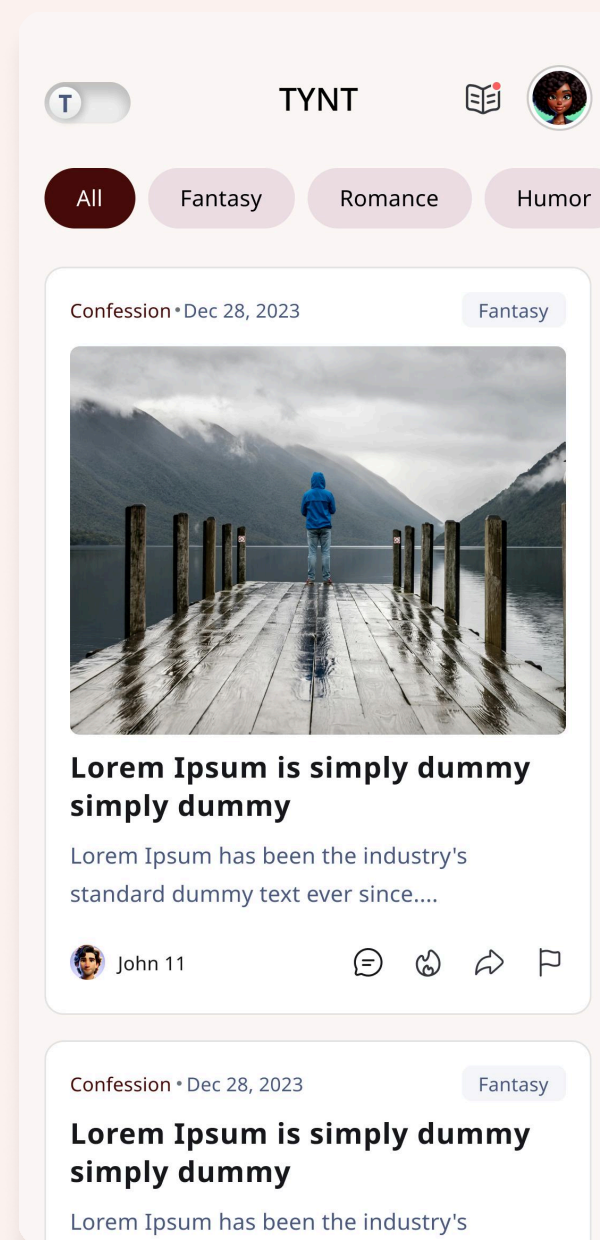 T
TYNT
All
Fantasy
Romance
Humor
Confession • Dec 28, 2023
Fantasy
Lorem Ipsum is simply dummy
simply dummy
Lorem Ipsum has been the industry's
standard dummy text ever since....
John 11
Confession • Dec 28, 2023
Fantasy
Lorem Ipsum is simply dummy
simply dummy
Lorem Ipsum has been the industry's